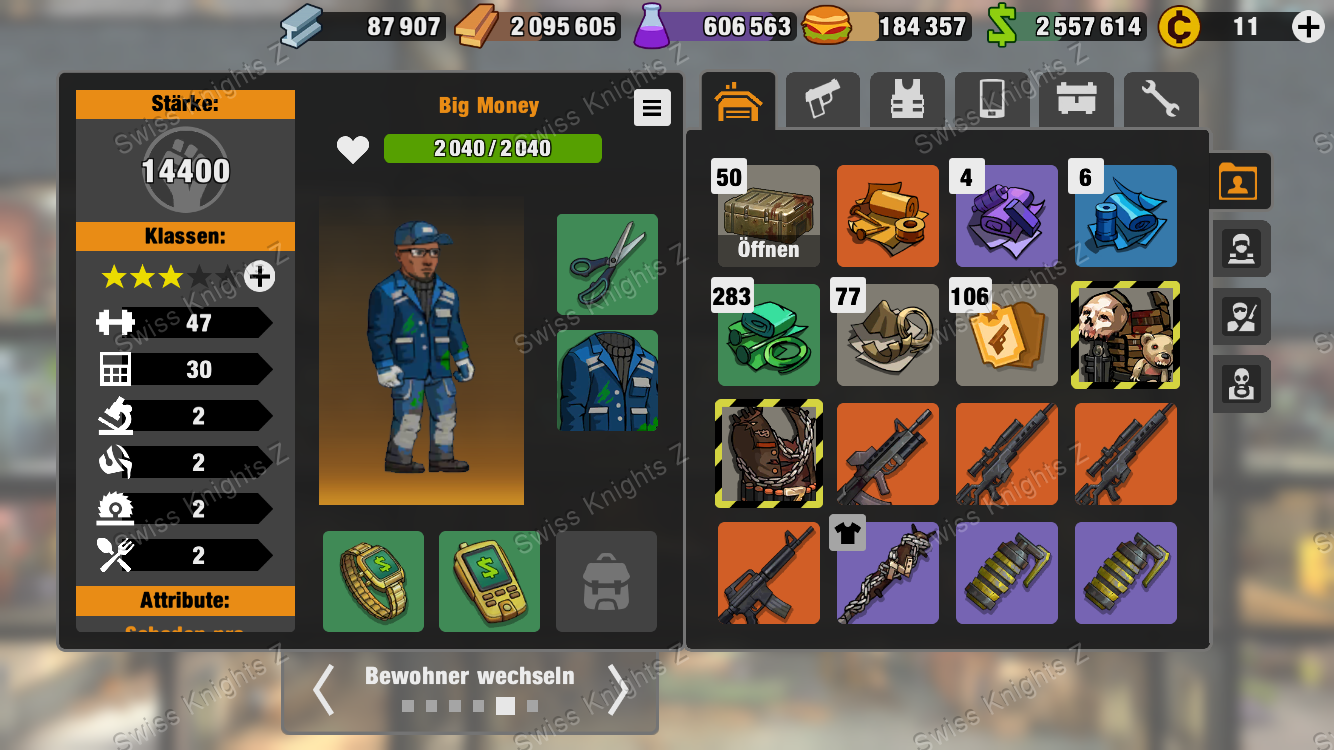 87 907
2 095 605
606 563
184 357
2 557 614
11
Stärke:
14400
Klassen:
47
30
2
2
2
2
Attribute:
Big Money
2 040 / 2 040
50
Öffnen
4
6
283
77
106
Bewohner wechseln
Swiss Knights Z